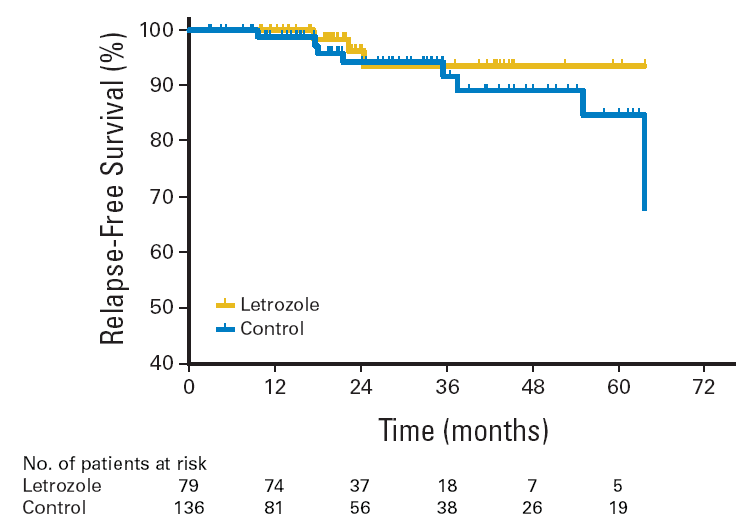 Relapse-Free Survival (%)
100
90
80
70
60
50
40
Letrozole
Control
0 12 24 36 48 60 72
Time (months)
No. of patients at risk
Letrozole 79 74 37 18 7 5
Control 136 81 56 38 26 19